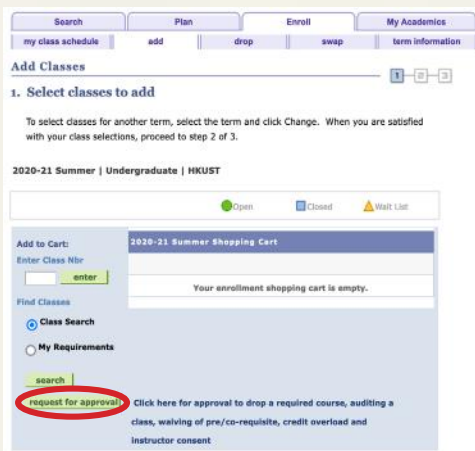 Search Plan Enroll My Academics
my class schedule add drop swap term information
Add Classes
1 2 3
1. Select classes to add
To select classes for another term, select the term and click Change. When you are satisfied
with your class selections, proceed to step 2 of 3.
2020-21 Summer | Undergraduate | HKUST
Open Closed Wait List
Add to Cart:
2020-21 Summer Shopping Cart
Enter Class Nbr
enter
Your enrollment shopping cart is empty.
Find Classes
Class Search
My Requirements
search
request for approval Click here for approval to drop a required course, auditing a
class, waiving of pre/co-requisite, credit overload and
instructor consent